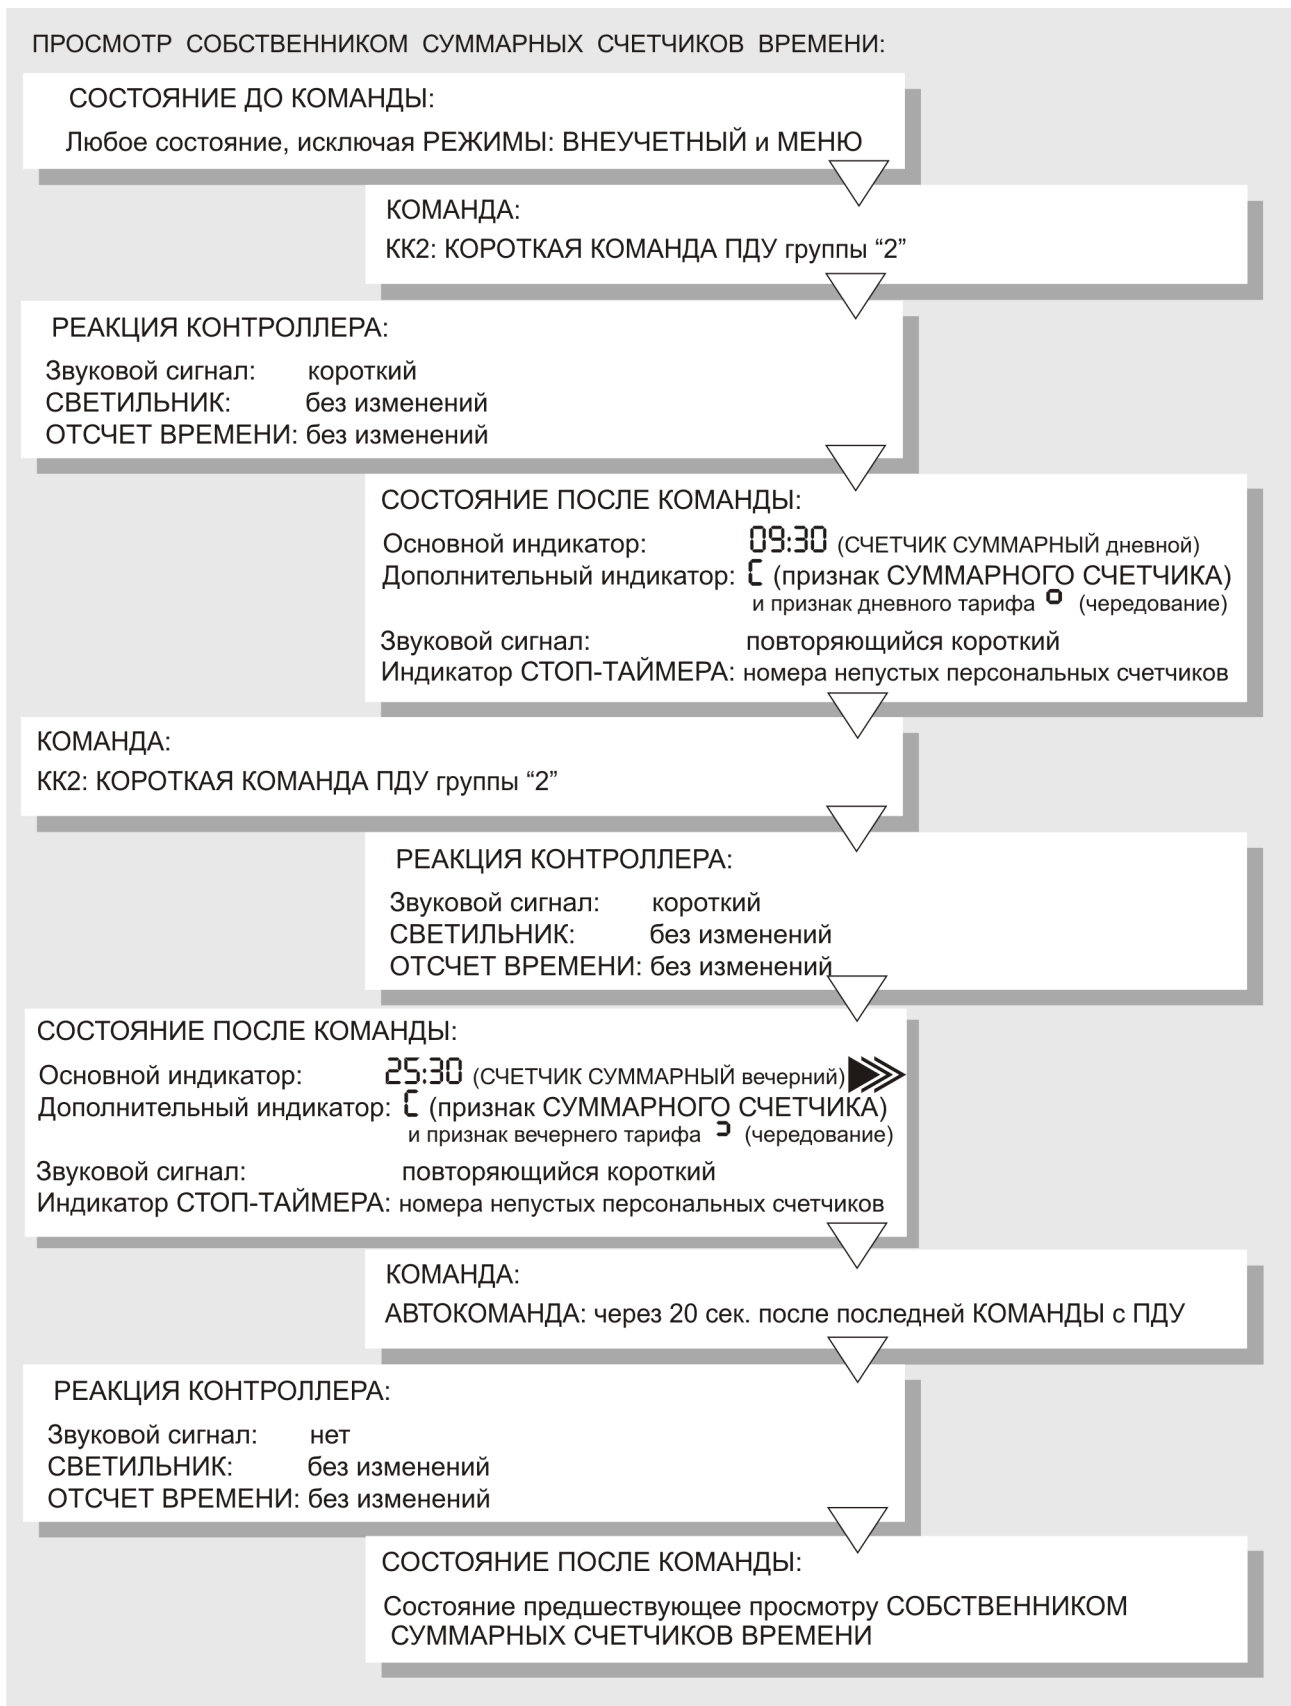 ПРОСМОТР СОБСТВЕННИКОМ СУММАРНЫХ СЧЕТЧИКОВ ВРЕМЕНИ:
СОСТОЯНИЕ ДО КОМАНДЫ:
Любое состояние, исключая РЕЖИМЫ: ВНЕУЧЕТНЫЙ и МЕНЮ
КОМАНДА:
КК2: КОРОТКАЯ КОМАНДА ПДУ группы “2”
РЕАКЦИЯ КОНТРОЛЛЕРА:
Звуковой сигнал: короткий
СВЕТИЛЬНИК: без изменений
ОТСЧЕТ ВРЕМЕНИ: без изменений
СОСТОЯНИЕ ПОСЛЕ КОМАНДЫ:
Основной индикатор: 09:30 (СЧЕТЧИК СУММАРНЫЙ дневной)
Дополнительный индикатор: С (признак СУММАРНОГО СЧЕТЧИКА)
и признак дневного тарифа o (чередование)
Звуковой сигнал: повторяющийся короткий
Индикатор СТОП-ТАЙМЕРА: номера непустых персональных счетчиков
КОМАНДА:
КК2: КОРОТКАЯ КОМАНДА ПДУ группы “2”
РЕАКЦИЯ КОНТРОЛЛЕРА:
Звуковой сигнал: короткий
СВЕТИЛЬНИК: без изменений
ОТСЧЕТ ВРЕМЕНИ: без изменений
СОСТОЯНИЕ ПОСЛЕ КОМАНДЫ:
Основной индикатор: 25:30 (СЧЕТЧИК СУММАРНЫЙ вечерний)
Дополнительный индикатор: С (признак СУММАРНОГО СЧЕТЧИКА)
и признак вечернего тарифа ɔ (чередование)
Звуковой сигнал: повторяющийся короткий
Индикатор СТОП-ТАЙМЕРА: номера непустых персональных счетчиков
КОМАНДА:
АВТОКОМАНДА: через 20 сек. после последней КОМАНДЫ с ПДУ
РЕАКЦИЯ КОНТРОЛЛЕРА:
Звуковой сигнал: нет
СВЕТИЛЬНИК: без изменений
ОТСЧЕТ ВРЕМЕНИ: без изменений
СОСТОЯНИЕ ПОСЛЕ КОМАНДЫ:
Состояние предшествующее просмотру СОБСТВЕННИКОМ
СУММАРНЫХ СЧЕТЧИКОВ ВРЕМЕНИ